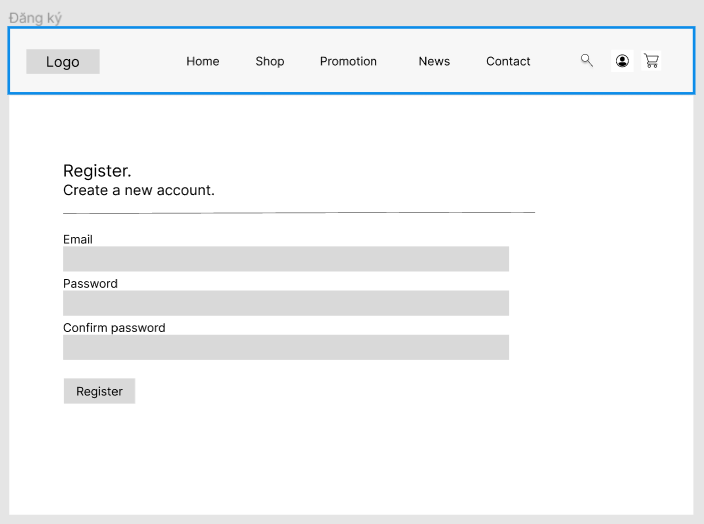 Đăng ký
Logo Home Shop Promotion News Contact
Register.
Create a new account.
Email
Password
Confirm password
Register